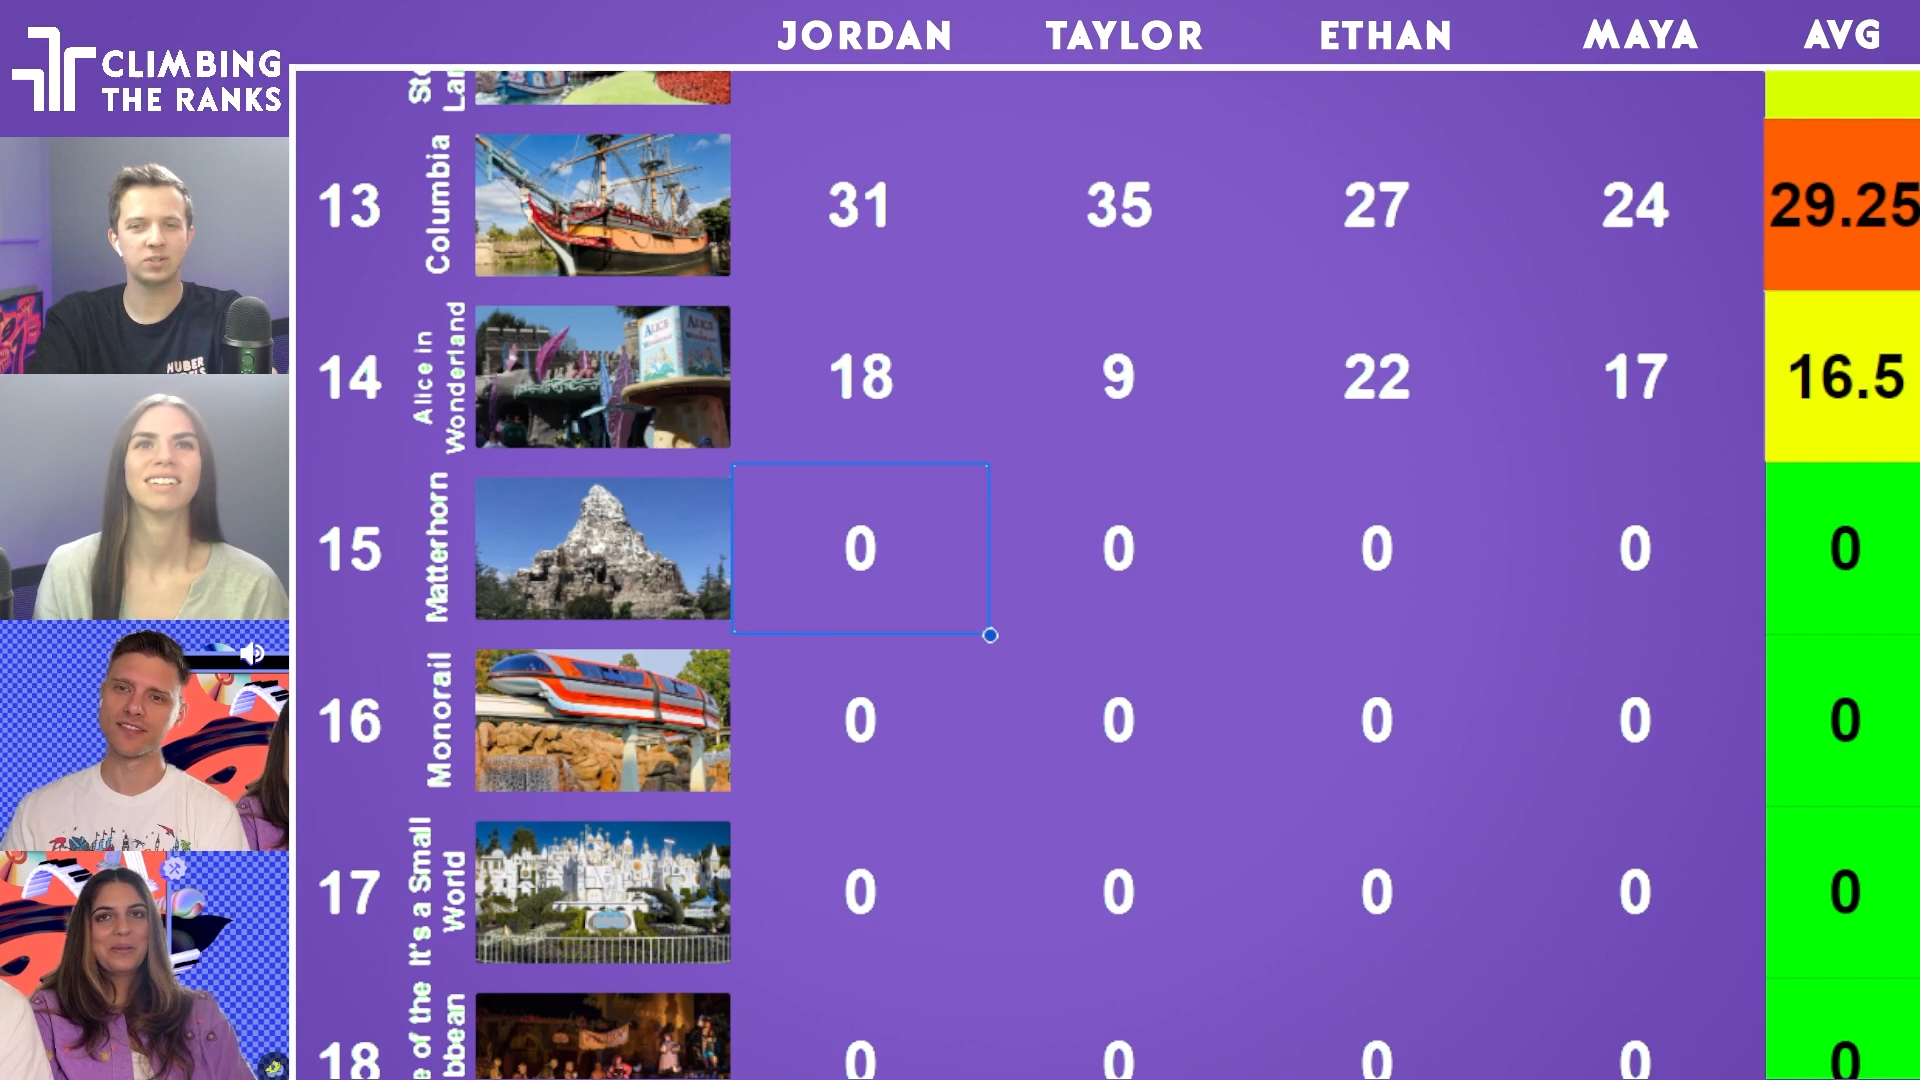 CLIMBING
THE RANKS
JORDAN TAYLOR ETHAN MAYA AVG
13 Columbia 31 35 27 24 29.25
14 Alice in
Wonderland 18 9 22 17 16.5
15 Matterhorn 0 0 0 0 0
16 Monorail 0 0 0 0 0
17 It's a Small
World 0 0 0 0 0
18 of the 0 0 0 0 0